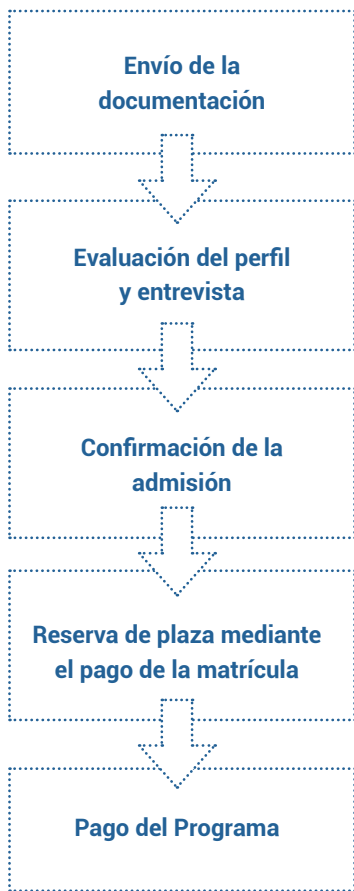 Envío de la
documentación
Evaluación del perfil
y entrevista
Confirmación de la
admisión
Reserva de plaza mediante
el pago de la matrícula
Pago del Programa